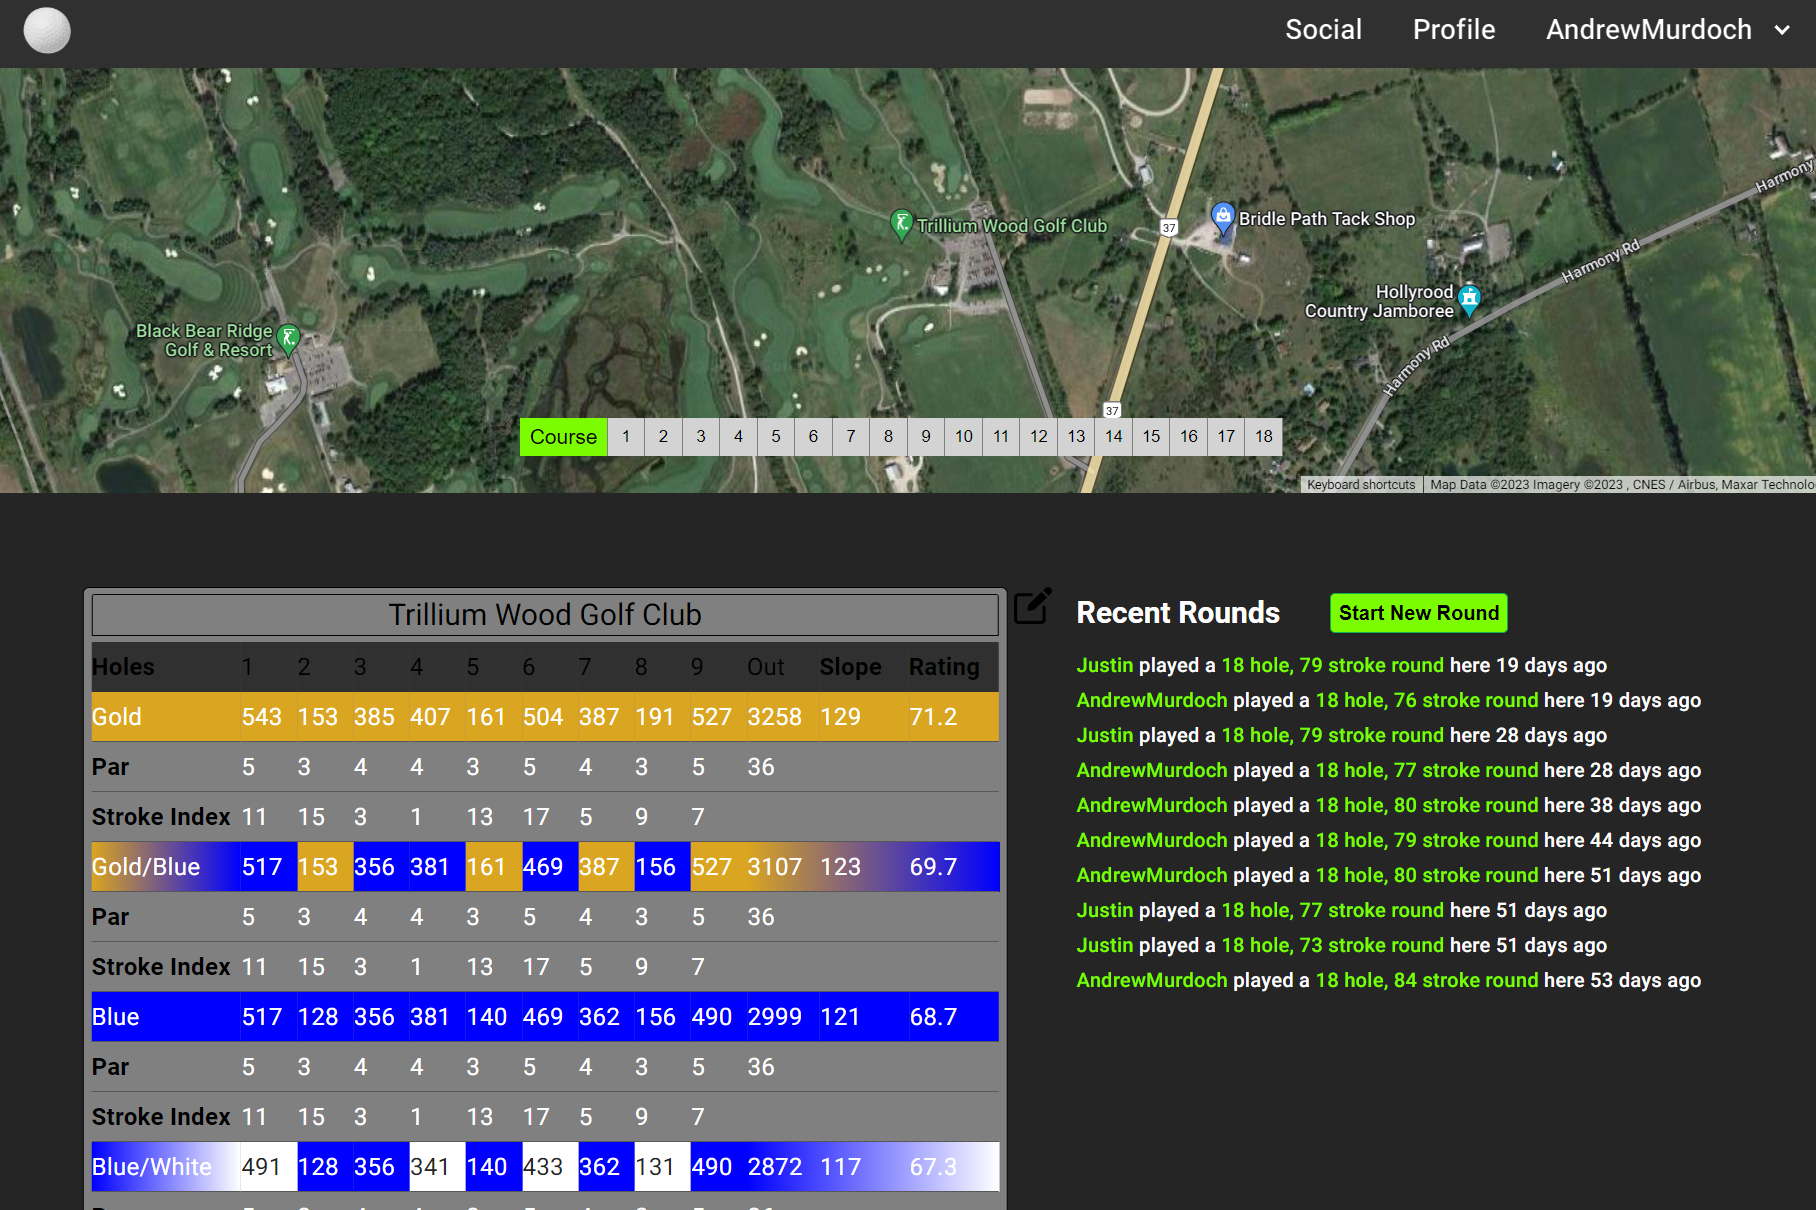 Social Profile AndrewMurdoch
Trillium Wood Golf Club
37
Bridle Path Tack Shop
Harmony
Harmony Rd
Hollyrood
Country Jamboree
Harmony Rd
Black Bear Ridge
Golf & Resort
37
Course 1 2 3 4 5 6 7 8 9 10 11 12 13 14 15 16 17 18
Keyboard shortcuts Map Data ©2023 Imagery ©2023 , CNES / Airbus, Maxar Technolo
Trillium Wood Golf Club
Holes 1 2 3 4 5 6 7 8 9 Out Slope Rating
Gold 543 153 385 407 161 504 387 191 527 3258 129 71.2
Par 5 3 4 4 3 5 4 3 5 36
Stroke Index 11 15 3 1 13 17 5 9 7
Gold/Blue 517 153 356 381 161 469 387 156 527 3107 123 69.7
Par 5 3 4 4 3 5 4 3 5 36
Stroke Index 11 15 3 1 13 17 5 9 7
Blue 517 128 356 381 140 469 362 156 490 2999 121 68.7
Par 5 3 4 4 3 5 4 3 5 36
Stroke Index 11 15 3 1 13 17 5 9 7
Blue/White 491 128 356 341 140 433 362 131 490 2872 117 67.3
Recent Rounds Start New Round
Justin played a 18 hole, 79 stroke round here 19 days ago
AndrewMurdoch played a 18 hole, 76 stroke round here 19 days ago
Justin played a 18 hole, 79 stroke round here 28 days ago
AndrewMurdoch played a 18 hole, 77 stroke round here 28 days ago
AndrewMurdoch played a 18 hole, 80 stroke round here 38 days ago
AndrewMurdoch played a 18 hole, 79 stroke round here 44 days ago
AndrewMurdoch played a 18 hole, 80 stroke round here 51 days ago
Justin played a 18 hole, 77 stroke round here 51 days ago
Justin played a 18 hole, 73 stroke round here 51 days ago
AndrewMurdoch played a 18 hole, 84 stroke round here 53 days ago